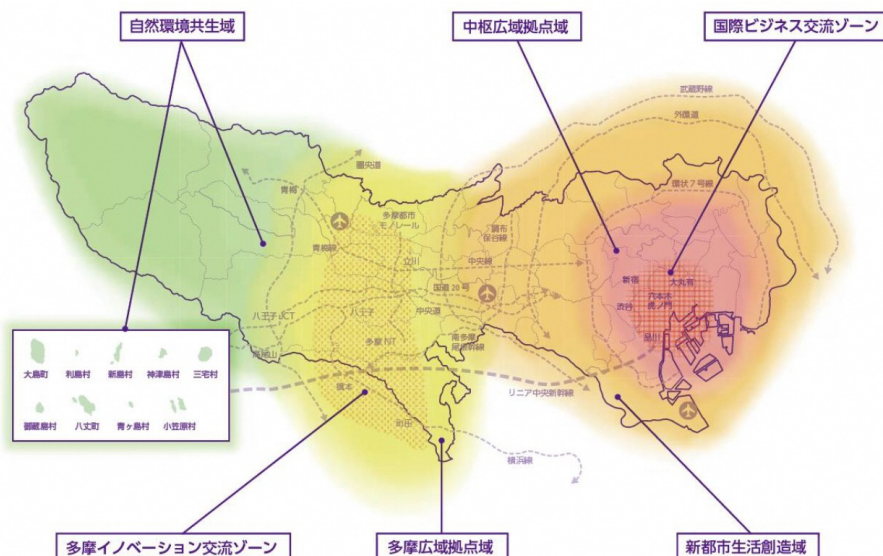 自然環境共生域
中枢広域拠点域
国際ビジネス交流ゾーン
武蔵野線
外環道
圏央道
環状7号線
青梅
多摩都市
モノレール
調布
保谷線
青梅線
立川
中央線
新宿
大丸有
国道20号
六本木
虎ノ門
渋谷
八王子JCT
八王子
中央道
品川
多摩NT
南多摩
尾根幹線
高尾山
リニア中央新幹線
橋本
町田
横浜線
大島町
利島村
新島村
神津島村
三宅村
御蔵島村
八丈町
青ヶ島村
小笠原村
多摩イノベーション交流ゾーン
多摩広域拠点域
新都市生活創造域